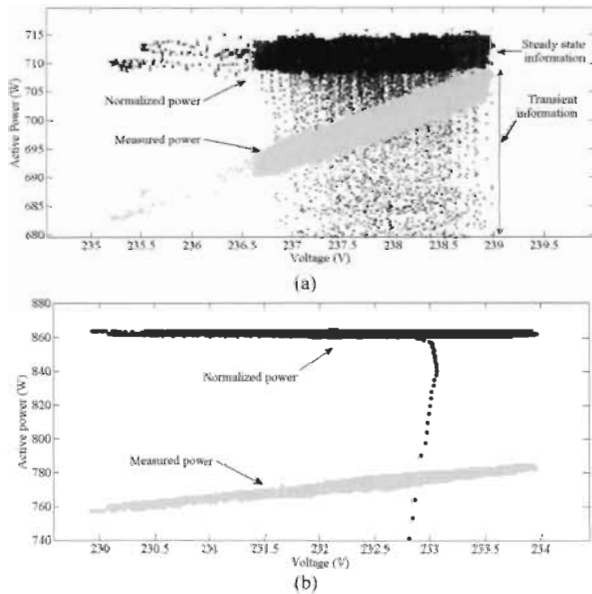 715
710
705
700
695
690
685
680
Active Power (W)
Normalized power
Measured power
Steady state
information
Transient
information
235
235.5
236
236.5
237
237.5
238
238.5
239
239.5
Voltage (V)
(a)
880
860
840
820
800
780
760
740
Active power (W)
Normalized power
Measured power
230
230.5
231
231.5
232
232.5
233
233.5
234
Voltage (V)
(b)